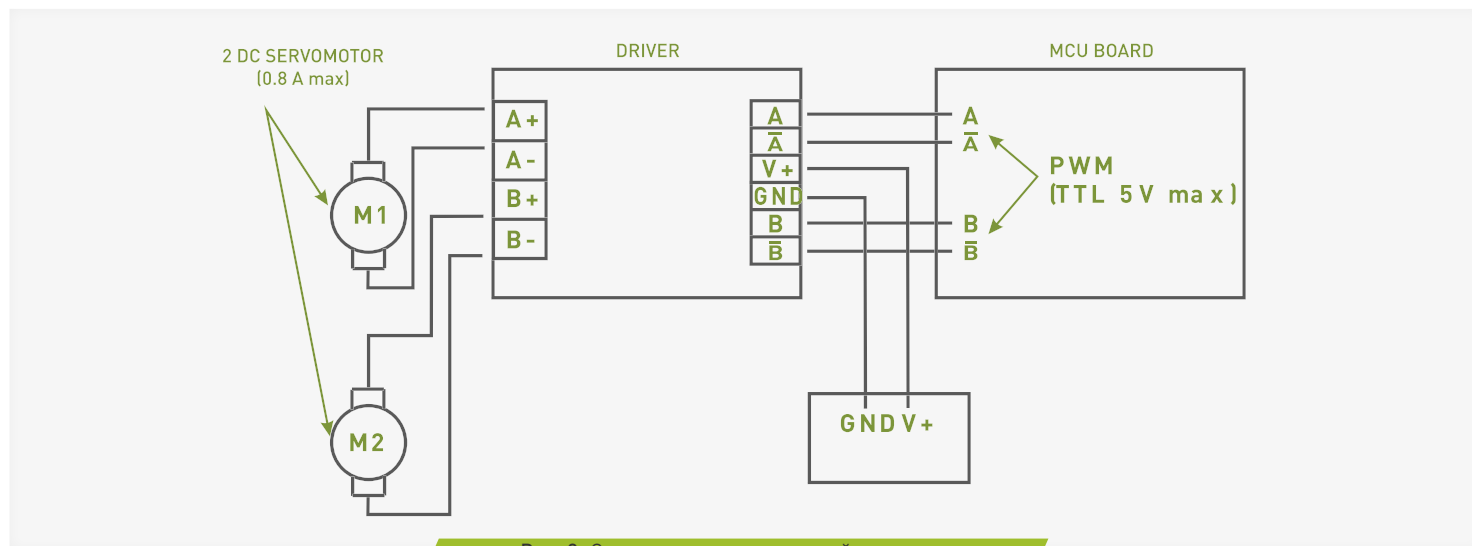 2 DC SERVOMOTOR
(0.8 A max)
DRIVER
MCU BOARD
A+
A-
B+
B-
A
A̅
V+
GND
B
B̅
A
A̅
B
B̅
PWM
(TTL 5V max)
M1
M2
GND V+